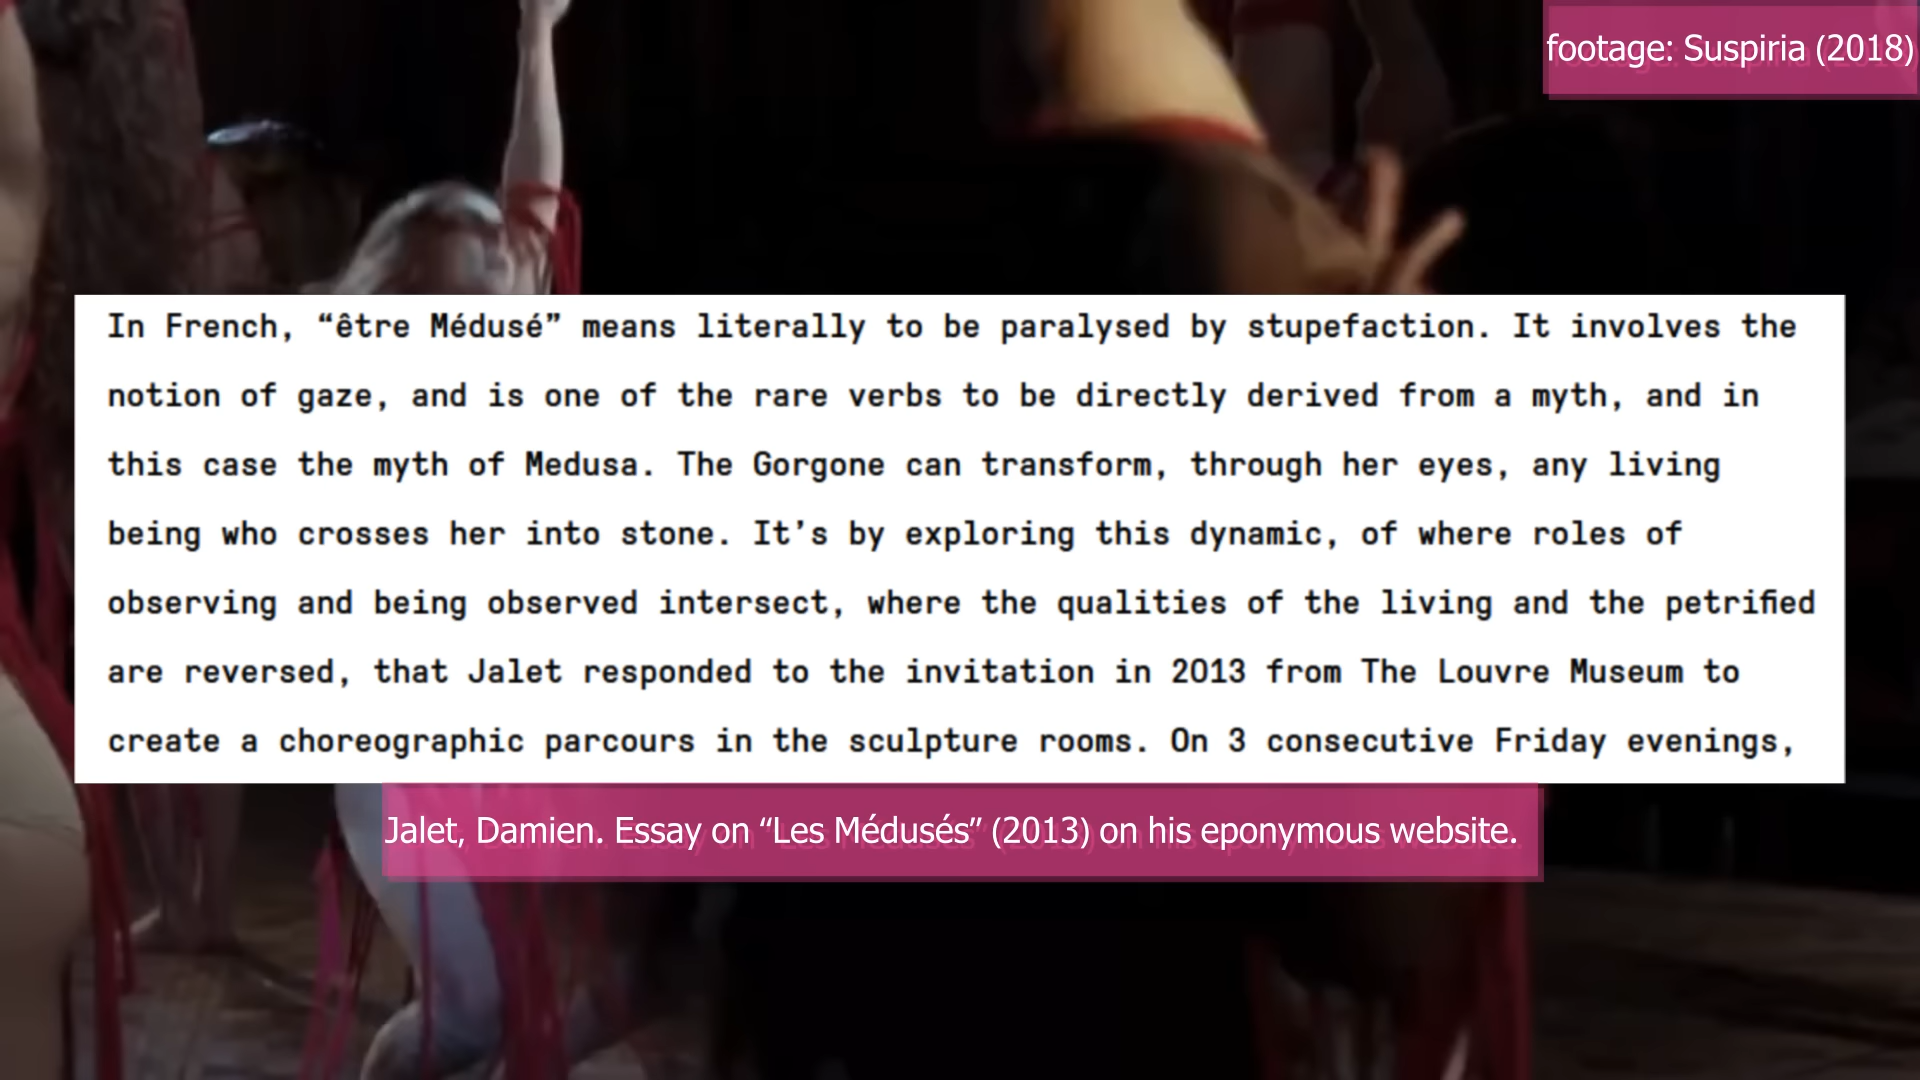 footage: Suspiria (2018)
In French, “être Médusé” means literally to be paralysed by stupefaction. It involves the
notion of gaze, and is one of the rare verbs to be directly derived from a myth, and in
this case the myth of Medusa. The Gorgone can transform, through her eyes, any living
being who crosses her into stone. It’s by exploring this dynamic, of where roles of
observing and being observed intersect, where the qualities of the living and the petrified
are reversed, that Jalet responded to the invitation in 2013 from The Louvre Museum to
create a choreographic parcours in the sculpture rooms. On 3 consecutive Friday evenings,
Jalet, Damien. Essay on “Les Médusés” (2013) on his eponymous website.